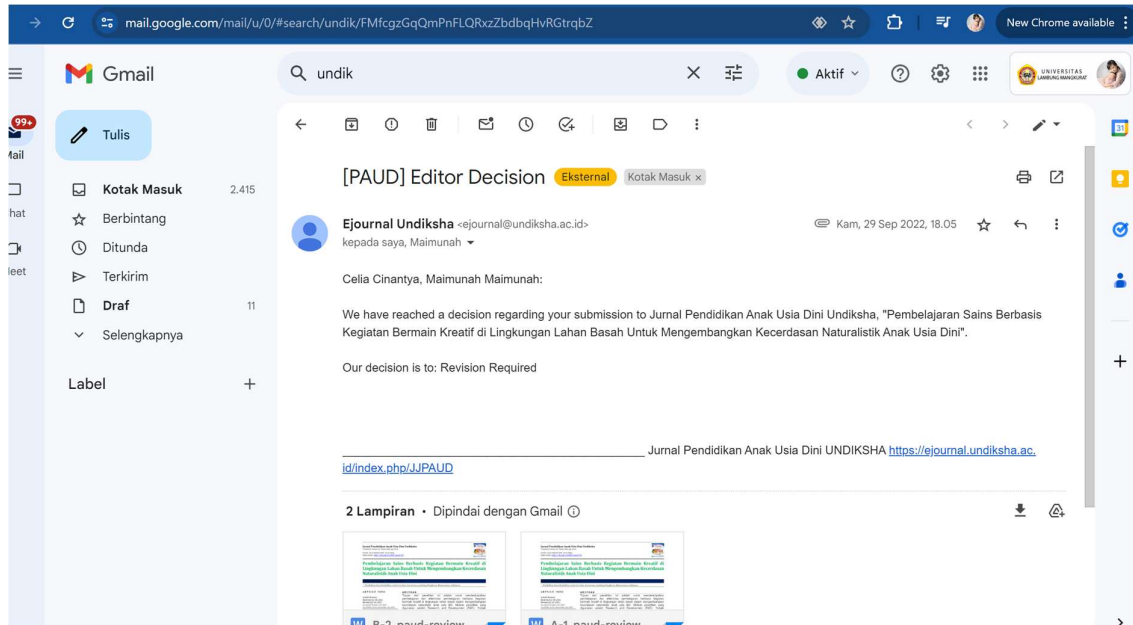 mail.google.com/mail/u/0/#search/undik/FMfcgzGqQmPnFLQRxzZbdbqHvRGtrqbZ
New Chrome available
Gmail
undik
Aktif
UNIVERSITAS
LAMBUNG MANGKURAT
99+
Tulis
31
[PAUD] Editor Decision Eksternal Kotak Masuk ×
Kotak Masuk 2.415
Berbintang
Ditunda
Terkirim
Draf 11
Selengkapnya
Label
Ejournal Undiksha <ejournal@undiksha.ac.id>
Kam, 29 Sep 2022, 18.05
kepada saya, Maimunah
Celia Cinantya, Maimunah Maimunah:
We have reached a decision regarding your submission to Jurnal Pendidikan Anak Usia Dini Undiksha, "Pembelajaran Sains Berbasis
Kegiatan Bermain Kreatif di Lingkungan Lahan Basah Untuk Mengembangkan Kecerdasan Naturalistik Anak Usia Dini".
Our decision is to: Revision Required
Jurnal Pendidikan Anak Usia Dini UNDIKSHA https://ejournal.undiksha.ac.
id/index.php/JJPAUD
2 Lampiran • Dipindai dengan Gmail
Pembelajaran Sains Berbasis Kegiatan Bermain Kreatif di
Lingkungan Lahan Basah Untuk Mengembangkan Kecerdasan
Naturalistik Anak Usia Dini
Pembelajaran Sains Berbasis Kegiatan Bermain Kreatif di
Lingkungan Lahan Basah Untuk Mengembangkan Kecerdasan
Naturalistik Anak Usia Dini
W B-2_paud-review
W A-1_paud-review